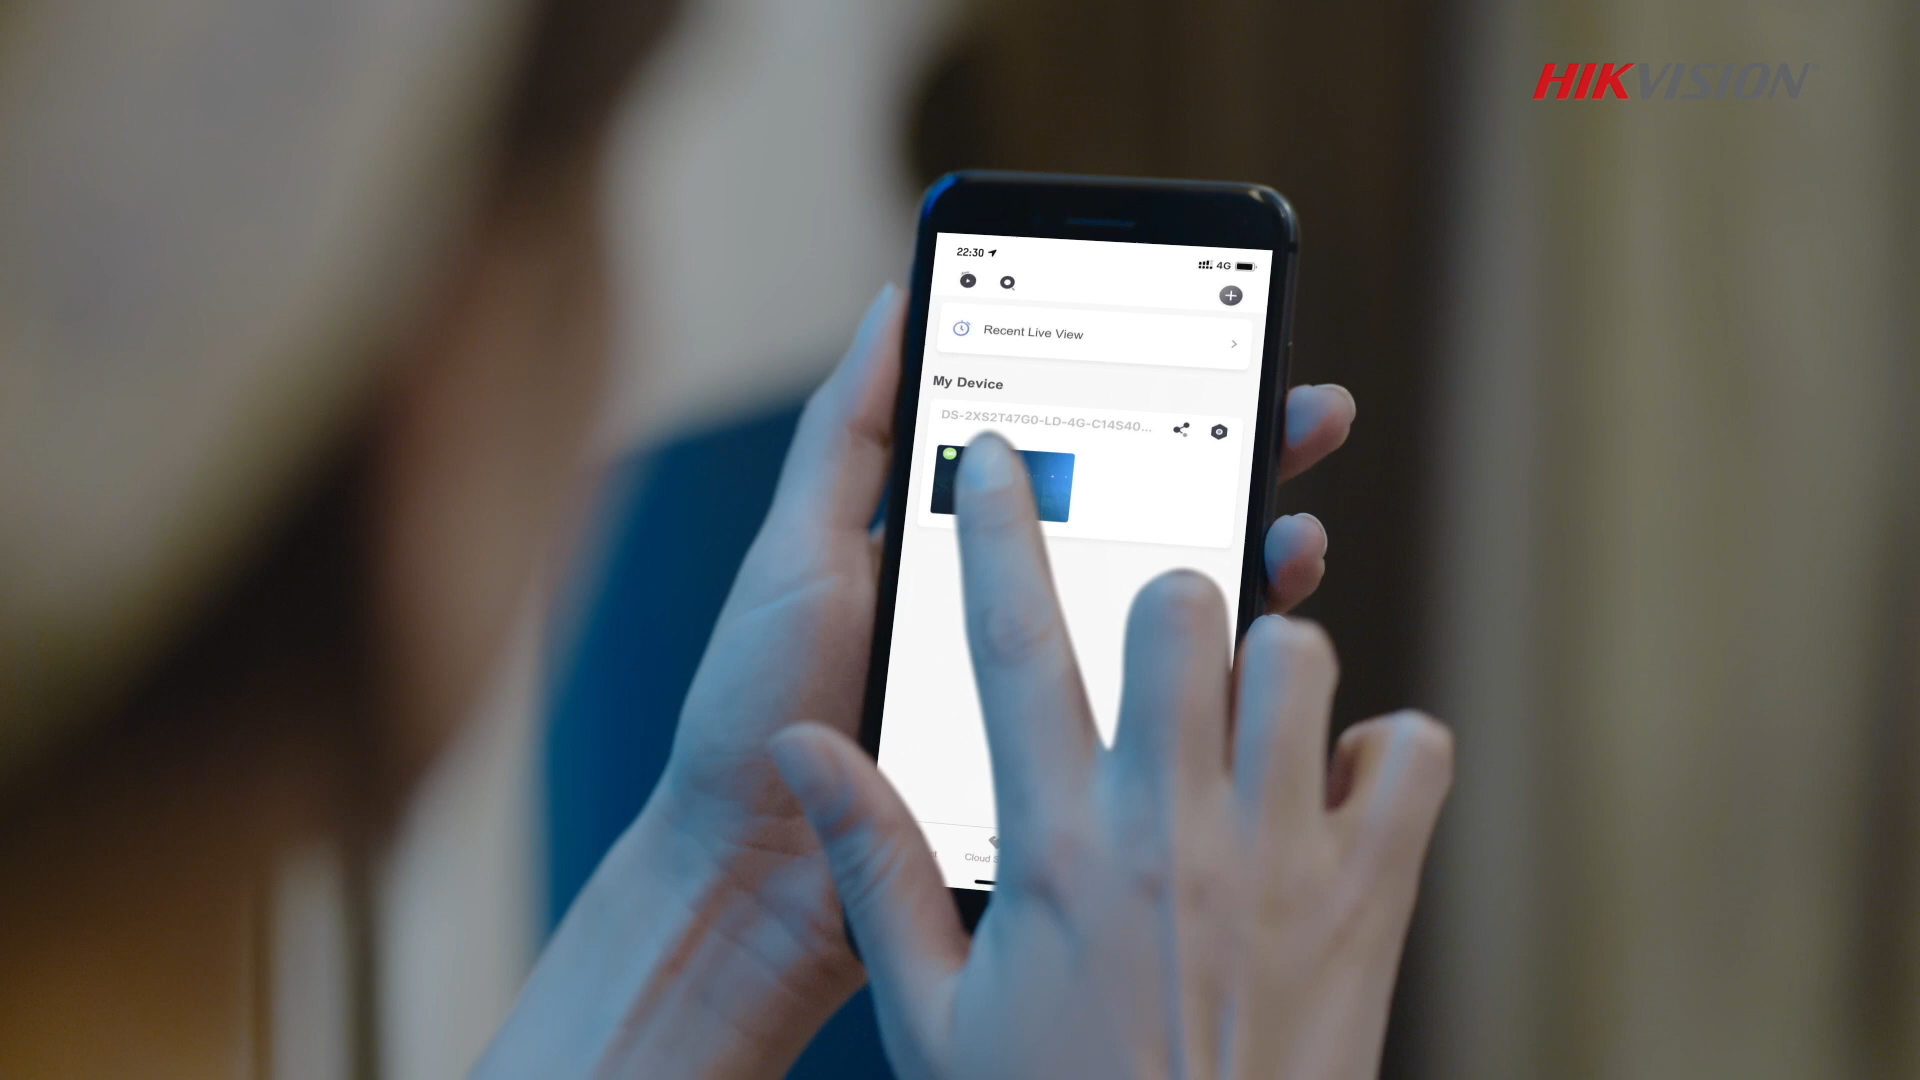 HIKVISION
22:30
4G
Recent Live View
My Device
DS-2XS2T47G0-LD-4G-C14S40...
Cloud